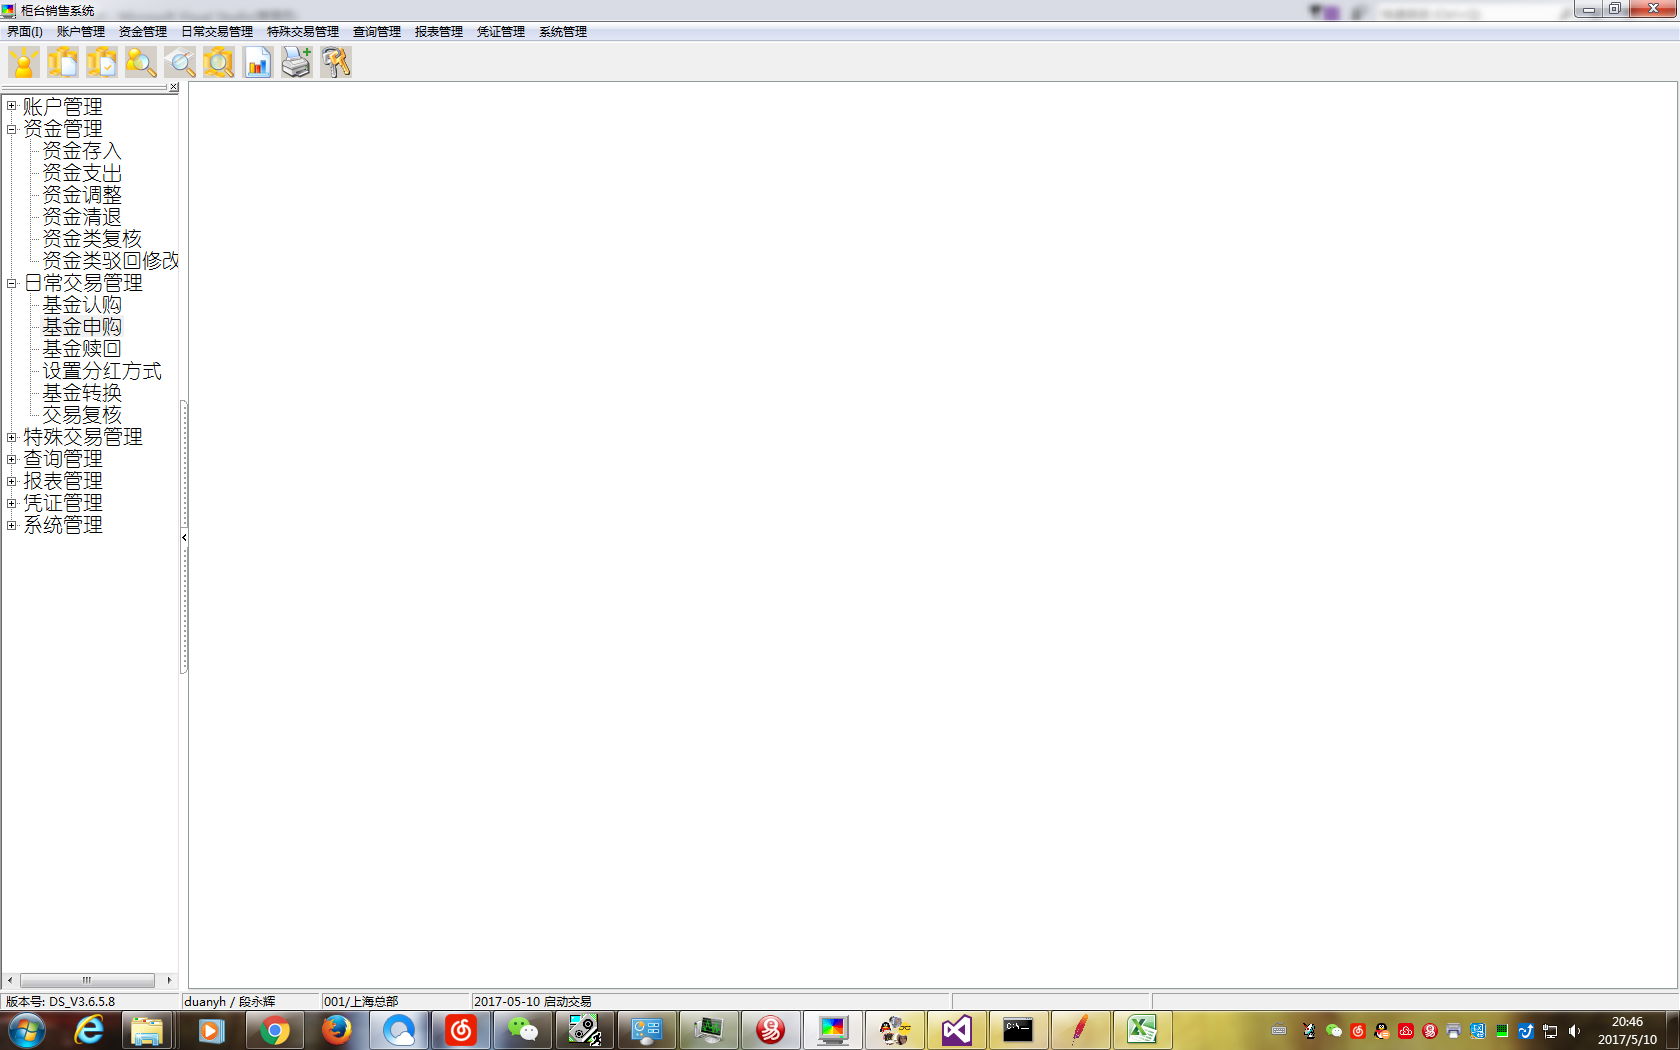 柜台销售系统
界面(I) 账户管理 资金管理 日常交易管理 特殊交易管理 查询管理 报表管理 凭证管理 系统管理
账户管理
资金管理
资金存入
资金支出
资金调整
资金清退
资金类复核
资金类驳回修改
日常交易管理
基金认购
基金申购
基金赎回
设置分红方式
基金转换
交易复核
特殊交易管理
查询管理
报表管理
凭证管理
系统管理
版本号: DS_V3.6.5.8 duanyh / 段永辉 001/上海总部 2017-05-10 启动交易
20:46
2017/5/10